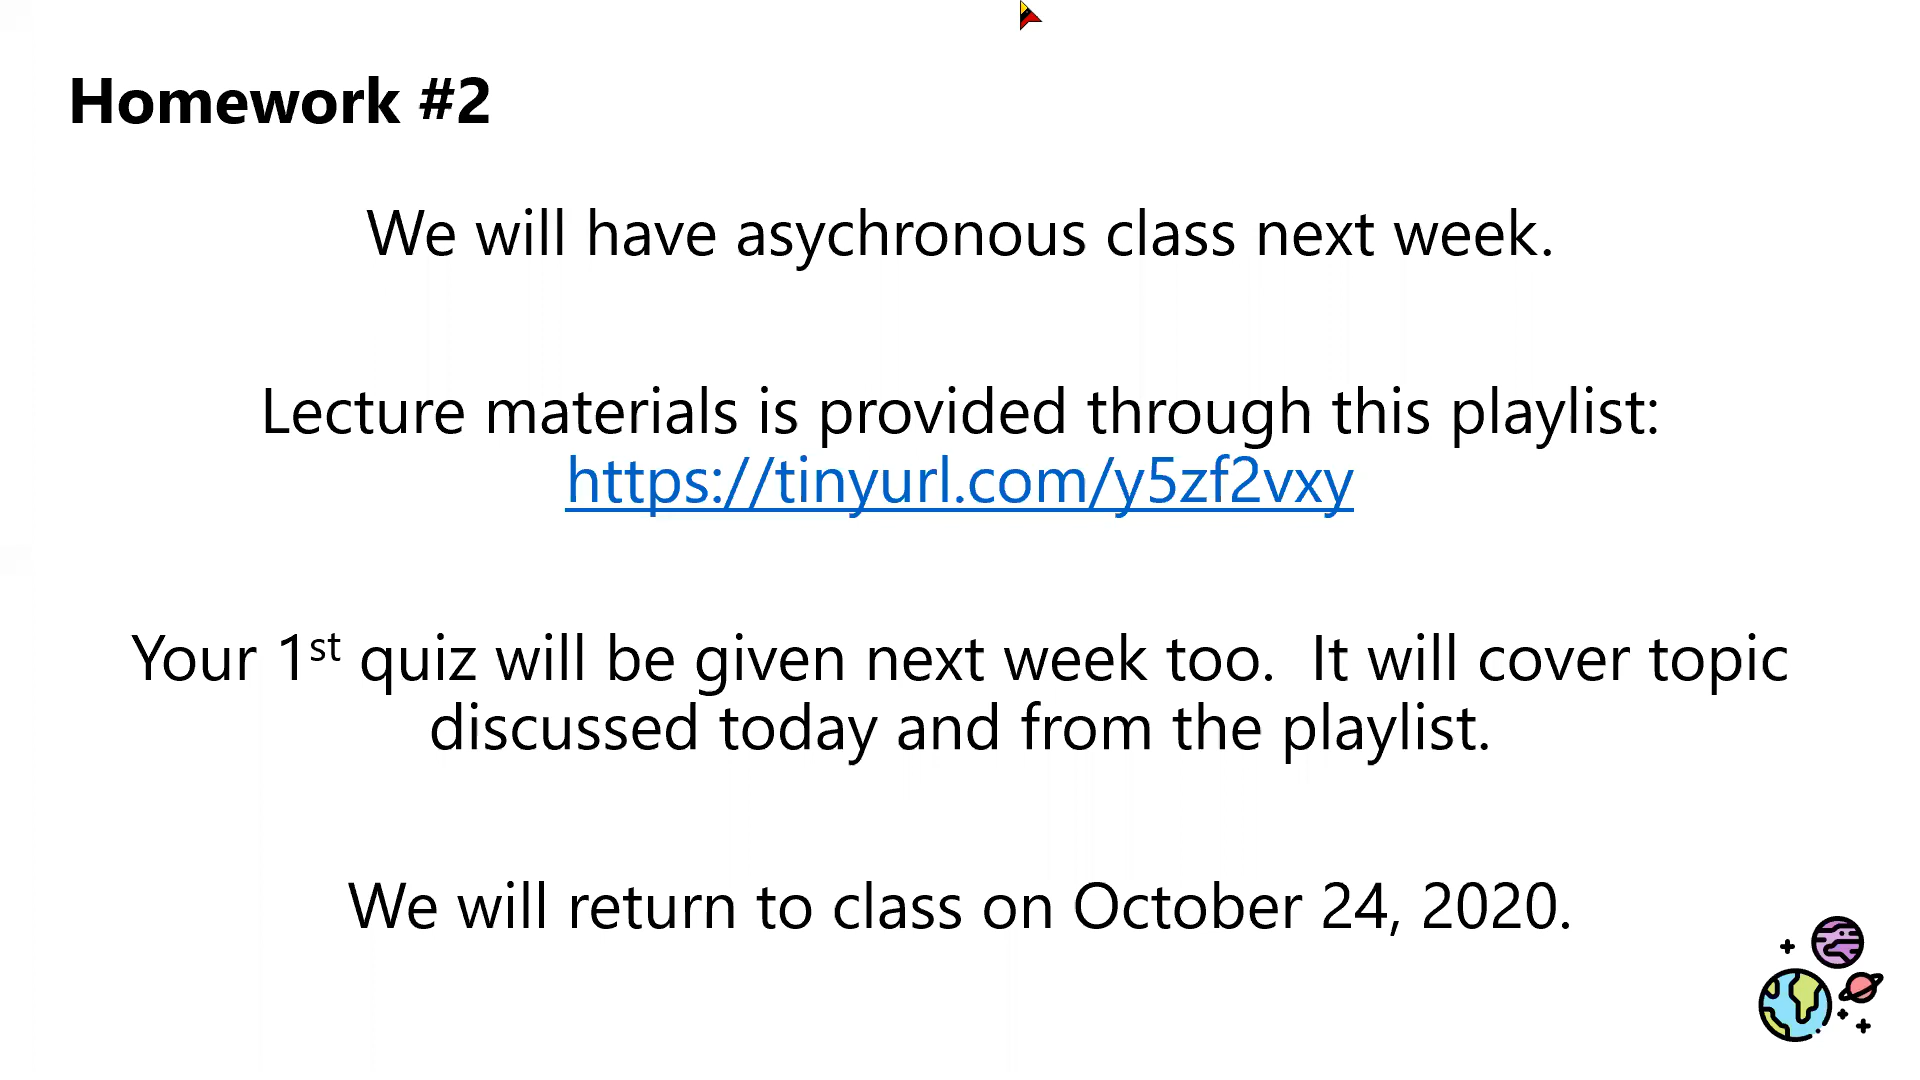 Homework #2
We will have asychronous class next week.
Lecture materials is provided through this playlist:
https://tinyurl.com/y5zf2vxy
Your 1st quiz will be given next week too.  It will cover topic
discussed today and from the playlist.
We will return to class on October 24, 2020.